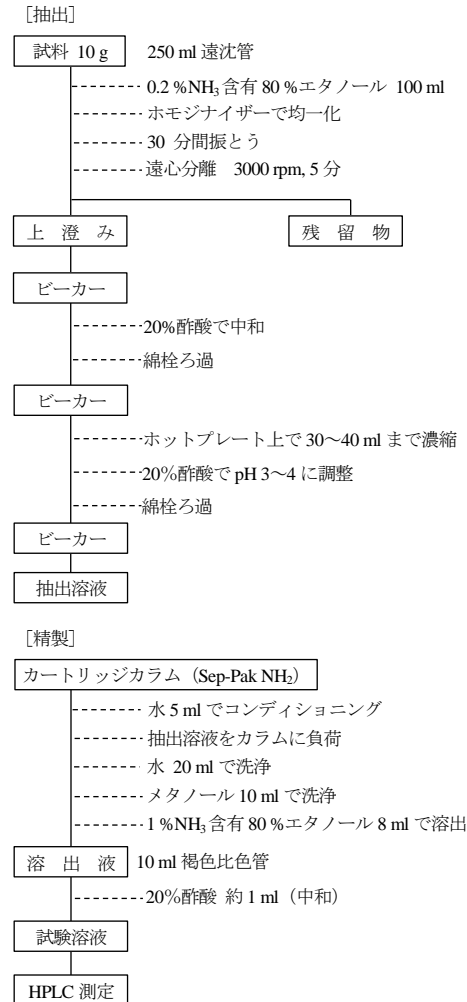 ［抽出］
試料 10 g　250 ml 遠沈管
0.2 %NH₃含有 80 %エタノール 100 ml
ホモジナイザーで均一化
30 分間振とう
遠心分離　3000 rpm, 5 分
上　澄　み　残　留　物
ビーカー
20%酢酸で中和
綿栓ろ過
ビーカー
ホットプレート上で 30〜40 ml まで濃縮
20%酢酸で pH 3〜4 に調整
綿栓ろ過
ビーカー
抽出溶液
［精製］
カートリッジカラム（Sep-Pak NH₂）
水 5 ml でコンディショニング
抽出溶液をカラムに負荷
水 20 ml で洗浄
メタノール 10 ml で洗浄
1 %NH₃含有 80 %エタノール 8 ml で溶出
溶　出　液　10 ml 褐色比色管
20%酢酸 約 1 ml（中和）
試験溶液
HPLC 測定